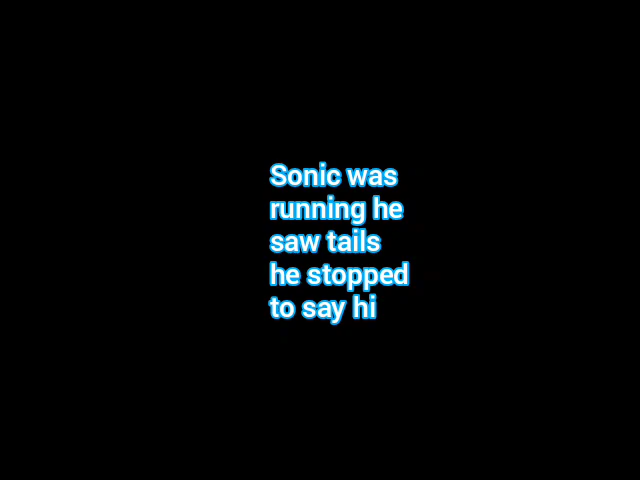 Sonic was
running he
saw tails
he stopped
to say hi